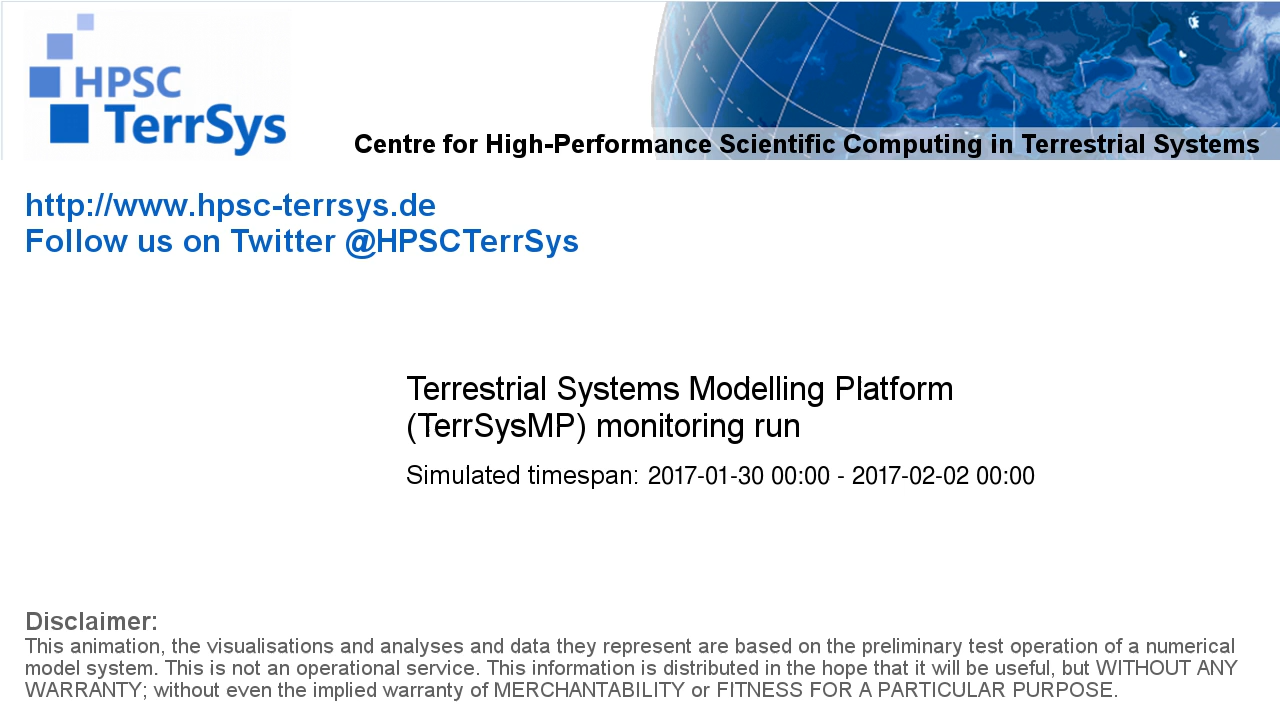 HPSC
TerrSys
Centre for High-Performance Scientific Computing in Terrestrial Systems
http://www.hpsc-terrsys.de
Follow us on Twitter @HPSCTerrSys
Terrestrial Systems Modelling Platform
(TerrSysMP) monitoring run
Simulated timespan: 2017-01-30 00:00 - 2017-02-02 00:00
Disclaimer:
This animation, the visualisations and analyses and data they represent are based on the preliminary test operation of a numerical
model system. This is not an operational service. This information is distributed in the hope that it will be useful, but WITHOUT ANY
WARRANTY; without even the implied warranty of MERCHANTABILITY or FITNESS FOR A PARTICULAR PURPOSE.